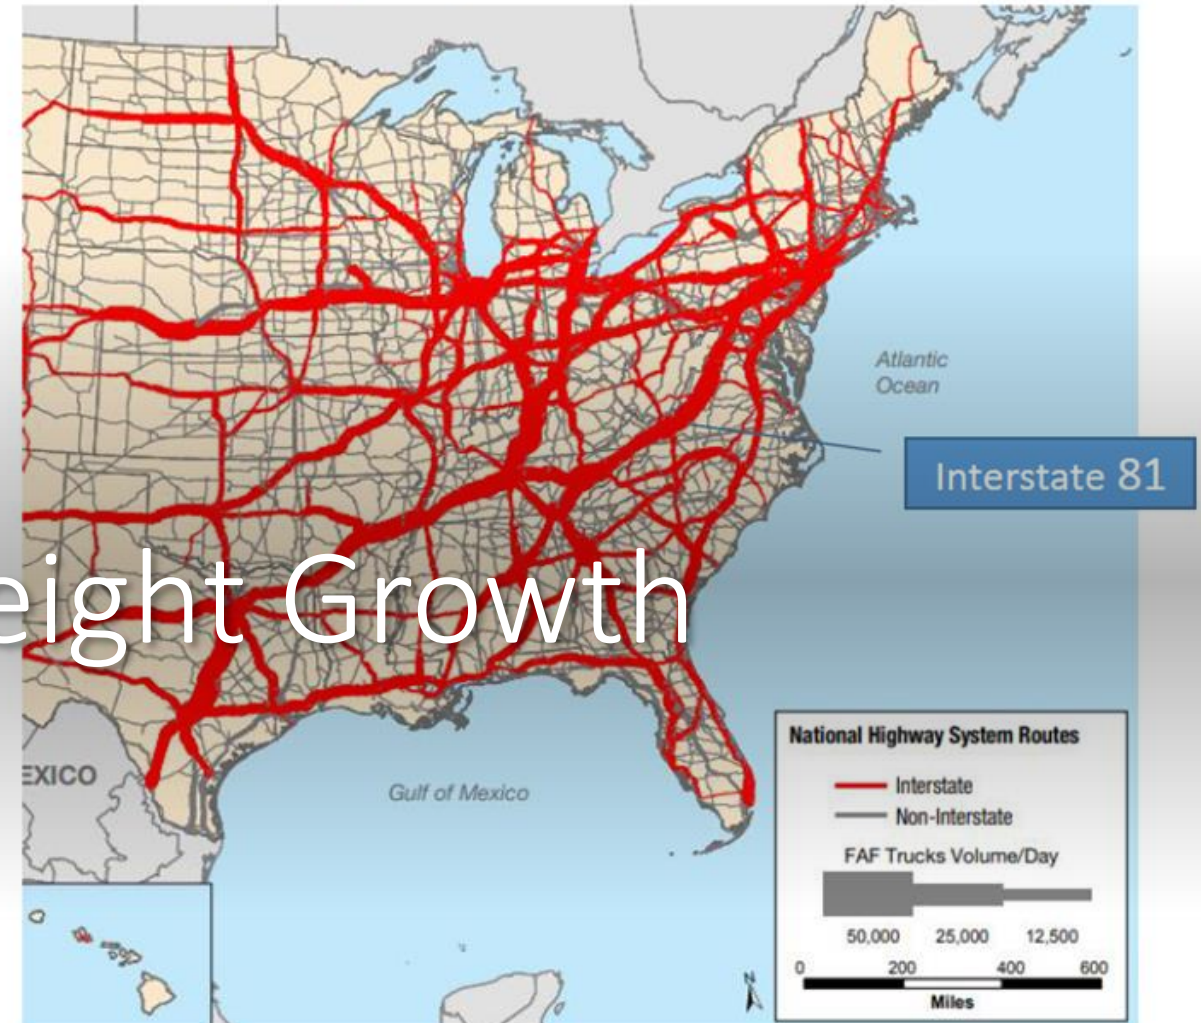 Atlantic
Ocean
Interstate 81
eight Growth
EXICO
Gulf of Mexico
National Highway System Routes
Interstate
Non-Interstate
FAF Trucks Volume/Day
50,000 25,000 12,500
0 200 400 600
Miles
N